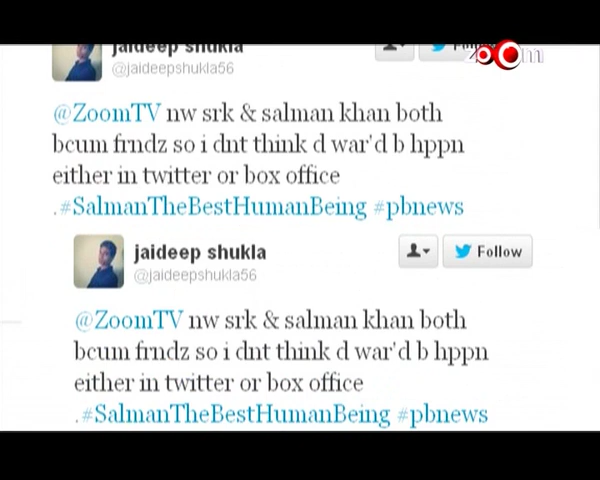 jaideep shukla
Follow
zoom
@jaideepshukla56
@ZoomTV nw srk & salman khan both
bcum frndz so i dnt think d war'd b hppn
either in twitter or box office
.#SalmanTheBestHumanBeing #pbnews
jaideep shukla
Follow
@jaideepshukla56
@ZoomTV nw srk & salman khan both
bcum frndz so i dnt think d war'd b hppn
either in twitter or box office
.#SalmanTheBestHumanBeing #pbnews